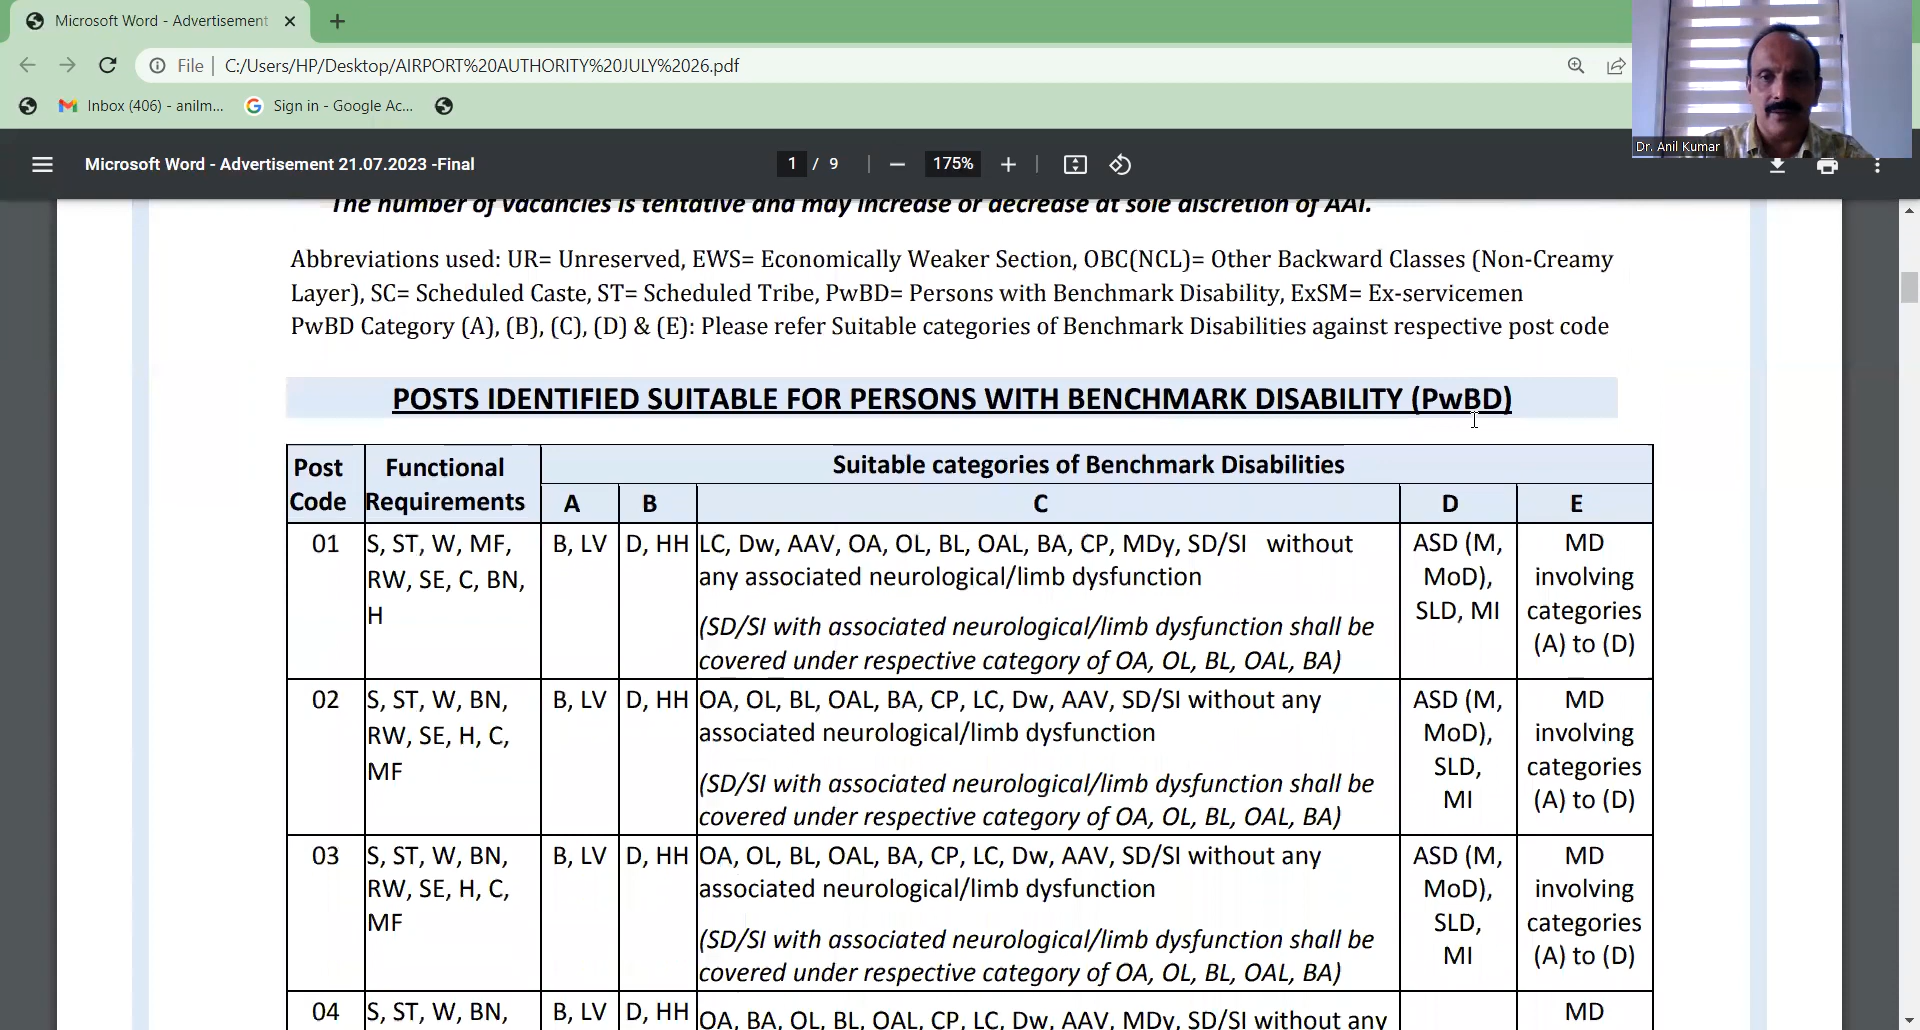 Microsoft Word - Advertisement
File
C:/Users/HP/Desktop/AIRPORT%20AUTHORITY%20JULY%2026.pdf
Inbox (406) - anilm...
Sign in - Google Ac...
Dr. Anil Kumar
Microsoft Word - Advertisement 21.07.2023 -Final
1 / 9
175%
The number of vacancies is tentative and may increase or decrease at sole discretion of AAI.
Abbreviations used: UR= Unreserved, EWS= Economically Weaker Section, OBC(NCL)= Other Backward Classes (Non-Creamy
Layer), SC= Scheduled Caste, ST= Scheduled Tribe, PwBD= Persons with Benchmark Disability, ExSM= Ex-servicemen
PwBD Category (A), (B), (C), (D) & (E): Please refer Suitable categories of Benchmark Disabilities against respective post code
POSTS IDENTIFIED SUITABLE FOR PERSONS WITH BENCHMARK DISABILITY (PwBD)
Post
Code
Functional
Requirements
Suitable categories of Benchmark Disabilities
A
B
C
D
E
01
S, ST, W, MF,
RW, SE, C, BN,
H
B, LV
D, HH
LC, Dw, AAV, OA, OL, BL, OAL, BA, CP, MDy, SD/SI without
any associated neurological/limb dysfunction
(SD/SI with associated neurological/limb dysfunction shall be
covered under respective category of OA, OL, BL, OAL, BA)
ASD (M,
MoD),
SLD, MI
MD
involving
categories
(A) to (D)
02
S, ST, W, BN,
RW, SE, H, C,
MF
B, LV
D, HH
OA, OL, BL, OAL, BA, CP, LC, Dw, AAV, SD/SI without any
associated neurological/limb dysfunction
(SD/SI with associated neurological/limb dysfunction shall be
covered under respective category of OA, OL, BL, OAL, BA)
ASD (M,
MoD),
SLD,
MI
MD
involving
categories
(A) to (D)
03
S, ST, W, BN,
RW, SE, H, C,
MF
B, LV
D, HH
OA, OL, BL, OAL, BA, CP, LC, Dw, AAV, SD/SI without any
associated neurological/limb dysfunction
(SD/SI with associated neurological/limb dysfunction shall be
covered under respective category of OA, OL, BL, OAL, BA)
ASD (M,
MoD),
SLD,
MI
MD
involving
categories
(A) to (D)
04
S, ST, W, BN,
B, LV
D, HH
OA, BA, OL, BL, OAL, CP, LC, Dw, AAV, MDy, SD/SI without any
MD